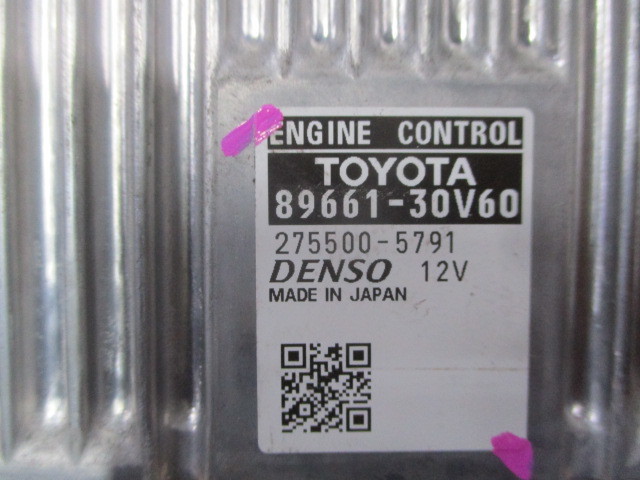 ENGINE CONTROL
TOYOTA
89661-30V60
275500-5791
DENSO 12V
MADE IN JAPAN